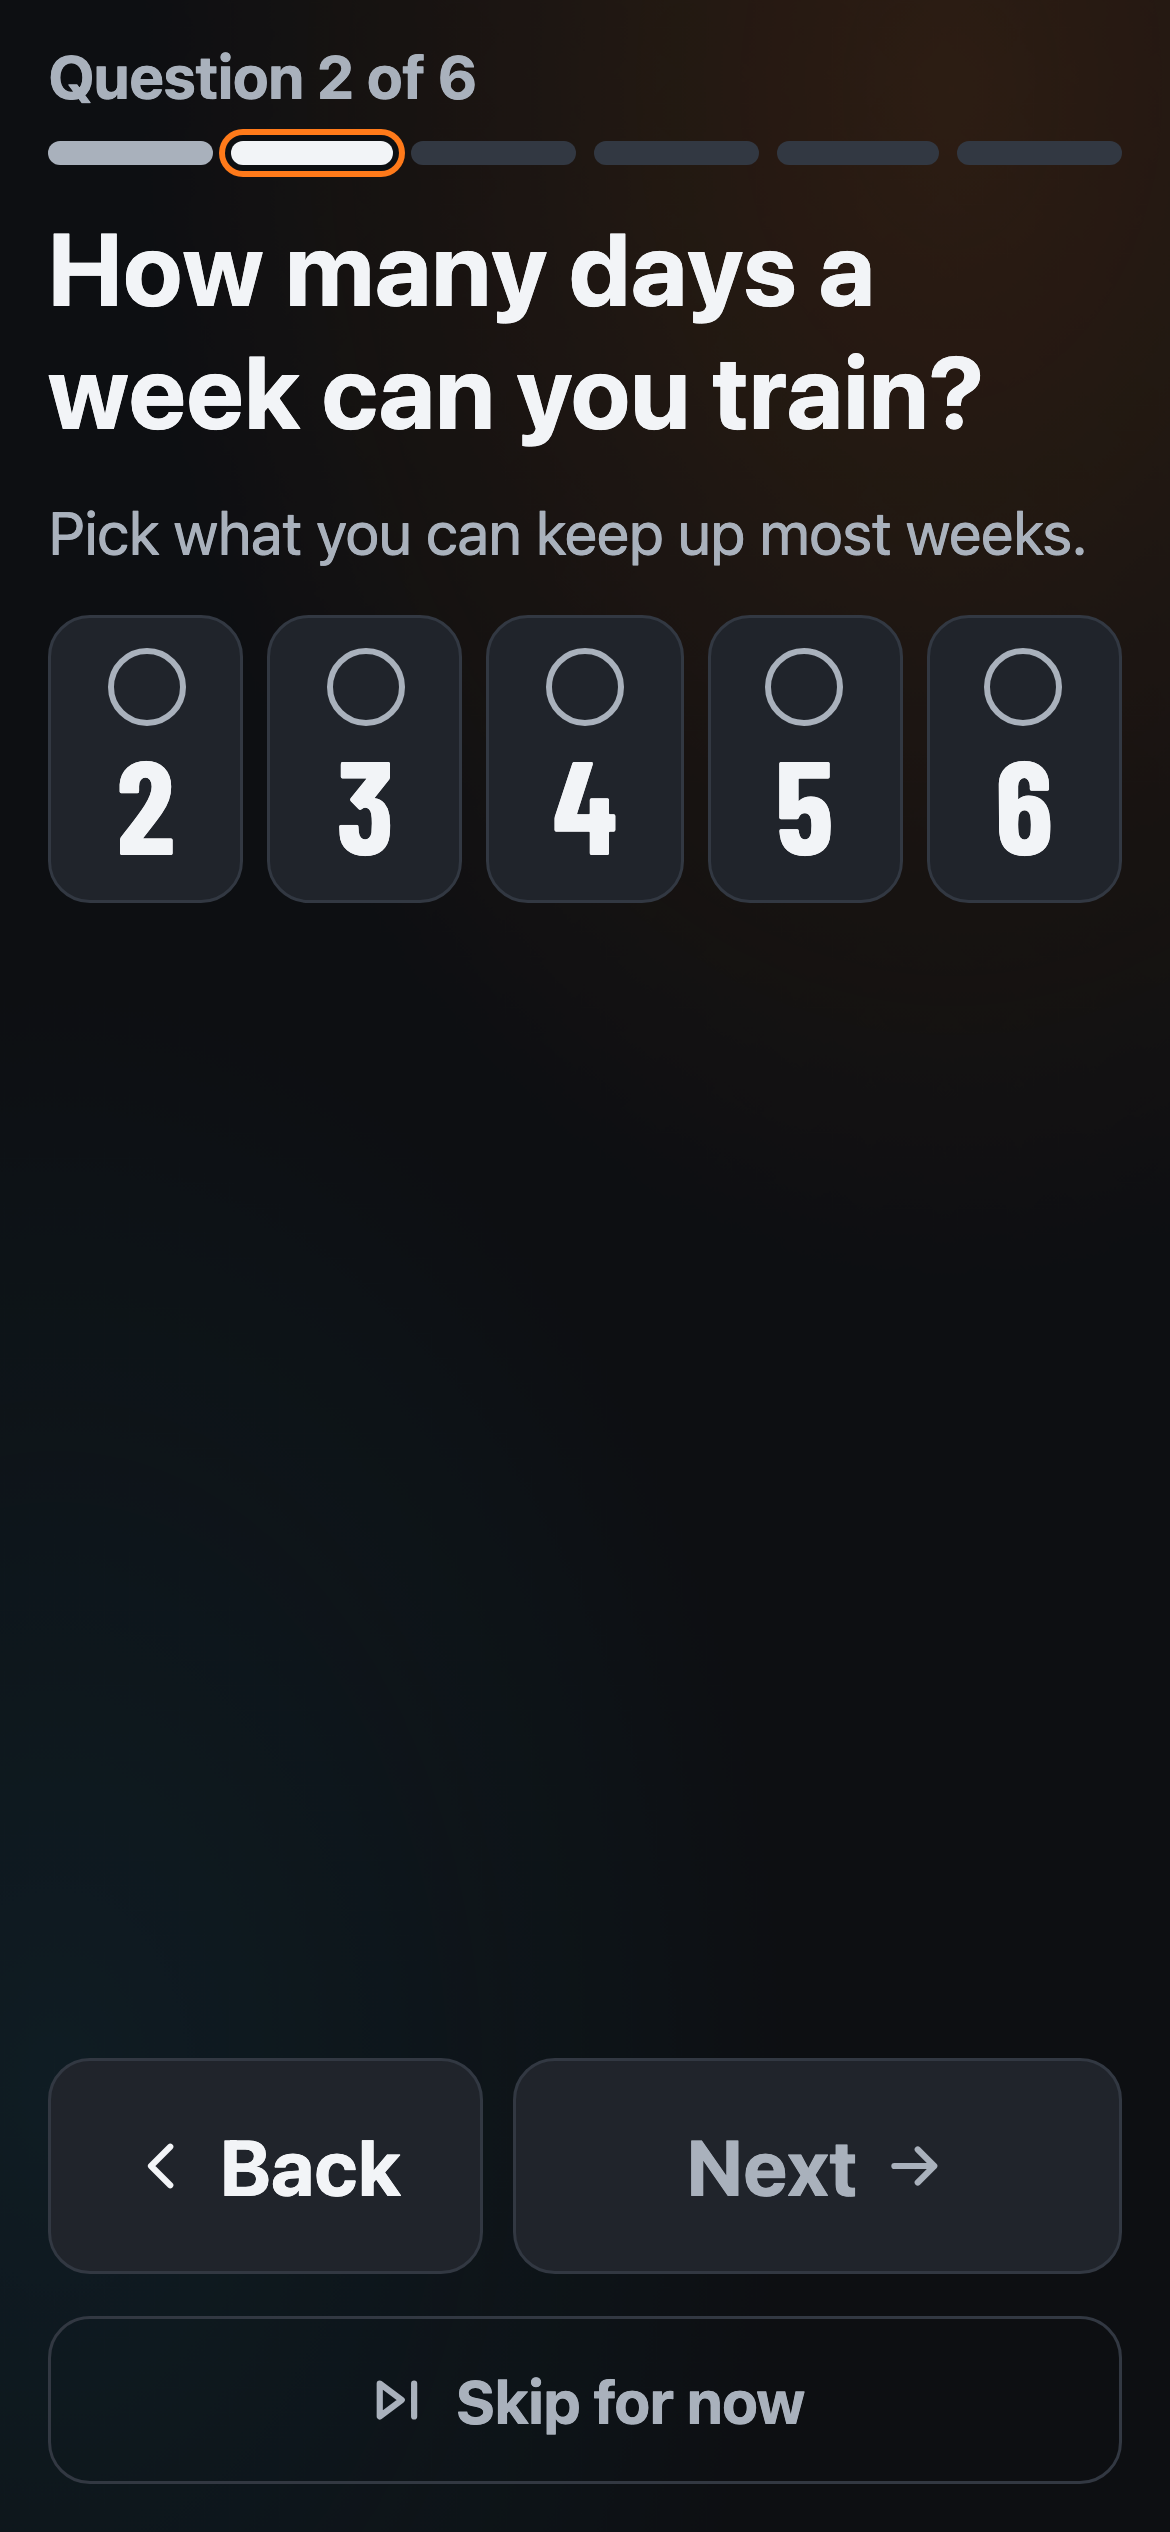 Question 2 of 6
How many days a
week can you train?
Pick what you can keep up most weeks.
2 3 4 5 6
Back Next
Skip for now